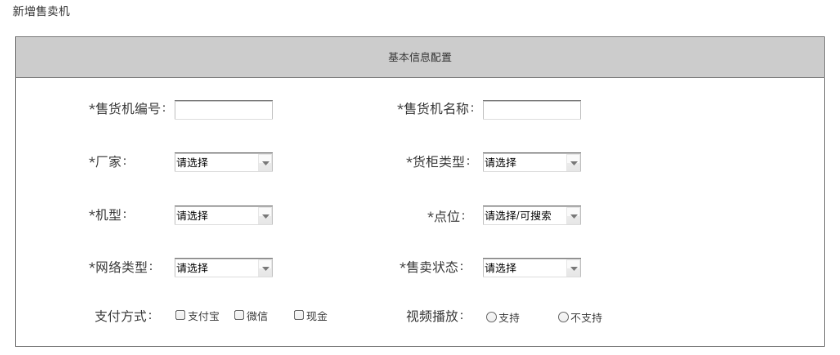 新增售卖机
基本信息配置
*售货机编号： *售货机名称：
*厂家： 请选择 *货柜类型： 请选择
*机型： 请选择 *点位： 请选择/可搜索
*网络类型： 请选择 *售卖状态： 请选择
支付方式： 支付宝 微信 现金 视频播放： 支持 不支持